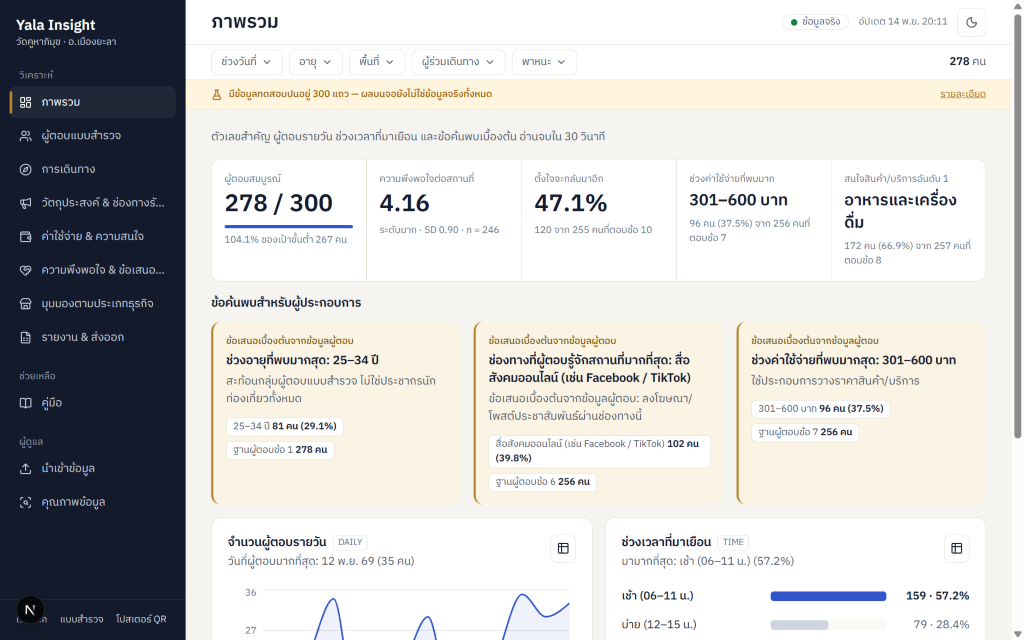 Yala Insight
วัดคูหาภิมุข · อ.เมืองยะลา
วิเคราะห์
ภาพรวม
ผู้ตอบแบบสำรวจ
การเดินทาง
วัตถุประสงค์ & ช่องทางรั...
ค่าใช้จ่าย & ความสนใจ
ความพึงพอใจ & ข้อเสนอ...
มุมมองตามประเภทธุรกิจ
รายงาน & ส่งออก
ช่วยเหลือ
คู่มือ
ผู้ดูแล
นำเข้าข้อมูล
คุณภาพข้อมูล
N
แบบสำรวจ
โปสเตอร์ QR
ภาพรวม
ข้อมูลจริง
อัปเดต 14 พ.ย. 20:11
ช่วงวันที่
อายุ
พื้นที่
ผู้ร่วมเดินทาง
พาหนะ
278 คน
มีข้อมูลทดสอบปนอยู่ 300 แถว — ผลบนจอยังไม่ใช่ข้อมูลจริงทั้งหมด
รายละเอียด
ตัวเลขสำคัญ ผู้ตอบรายวัน ช่วงเวลาที่มาเยือน และข้อค้นพบเบื้องต้น อ่านจบใน 30 วินาที
ผู้ตอบสมบูรณ์
278 / 300
104.1% ของเป้าขั้นต่ำ 267 คน
ความพึงพอใจต่อสถานที่
4.16
ระดับมาก · SD 0.90 · n = 246
ตั้งใจจะกลับมาอีก
47.1%
120 จาก 255 คนที่ตอบข้อ 10
ช่วงค่าใช้จ่ายที่พบมาก
301–600 บาท
96 คน (37.5%) จาก 256 คนที่
ตอบข้อ 7
สนใจสินค้า/บริการอันดับ 1
อาหารและเครื่อง
ดื่ม
172 คน (66.9%) จาก 257 คนที่
ตอบข้อ 8
ข้อค้นพบสำหรับผู้ประกอบการ
ข้อเสนอเบื้องต้นจากข้อมูลผู้ตอบ
ช่วงอายุที่พบมากสุด: 25–34 ปี
สะท้อนกลุ่มผู้ตอบแบบสำรวจ ไม่ใช่ประชากรนัก
ท่องเที่ยวทั้งหมด
25–34 ปี 81 คน (29.1%)
ฐานผู้ตอบข้อ 1 278 คน
ข้อเสนอเบื้องต้นจากข้อมูลผู้ตอบ
ช่องทางที่ผู้ตอบรู้จักสถานที่มากที่สุด: สื่อ
สังคมออนไลน์ (เช่น Facebook / TikTok)
ข้อเสนอเบื้องต้นจากข้อมูลผู้ตอบ: ลงโฆษณา/
โพสต์ประชาสัมพันธ์ผ่านช่องทางนี้
สื่อสังคมออนไลน์ (เช่น Facebook / TikTok) 102 คน
(39.8%)
ฐานผู้ตอบข้อ 6 256 คน
ข้อเสนอเบื้องต้นจากข้อมูลผู้ตอบ
ช่วงค่าใช้จ่ายที่พบมากสุด: 301–600 บาท
ใช้ประกอบการวางราคาสินค้า/บริการ
301–600 บาท 96 คน (37.5%)
ฐานผู้ตอบข้อ 7 256 คน
จำนวนผู้ตอบรายวัน DAILY
วันที่ผู้ตอบมากที่สุด: 12 พ.ย. 69 (35 คน)
36
27
ช่วงเวลาที่มาเยือน TIME
มามากที่สุด: เช้า (06–11 น.) (57.2%)
เช้า (06–11 น.) 159 · 57.2%
บ่าย (12–15 น.) 79 · 28.4%